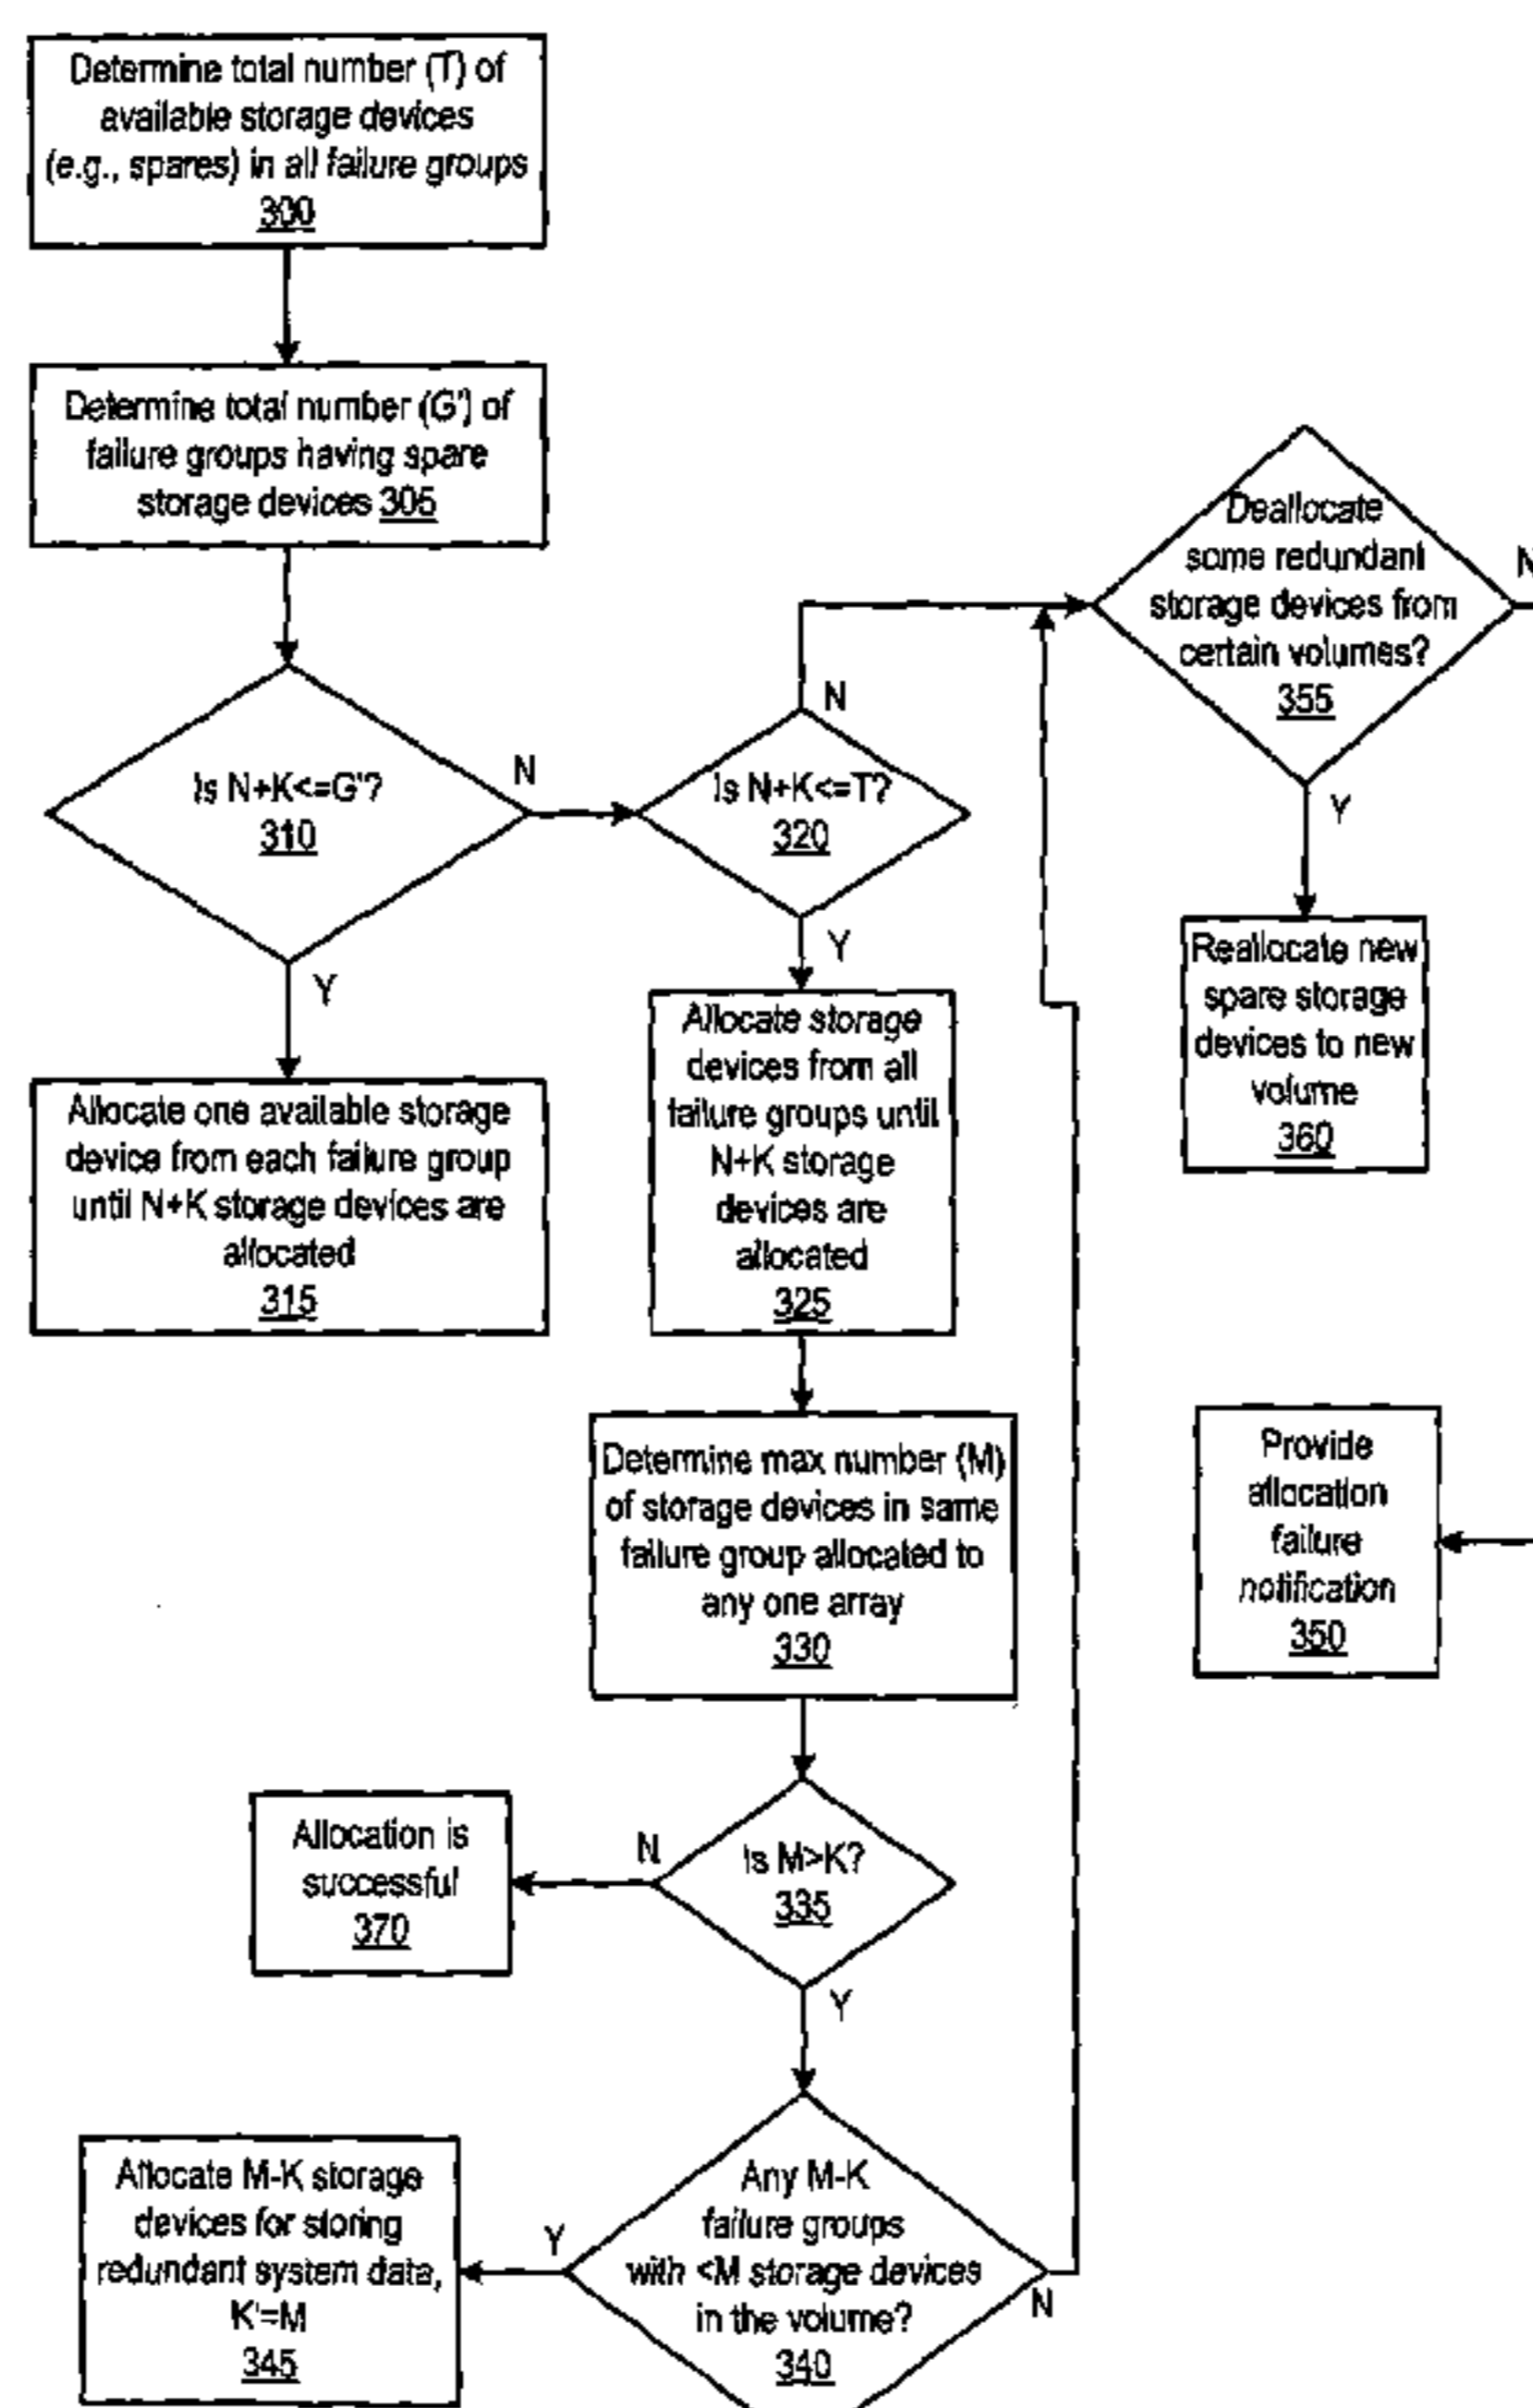 Determine total number (T) of
available storage devices
(e.g., spares) in all failure groups
300
Determine total number (G') of
failure groups having spare
storage devices 305
Is N+K<=G'?
310
N
Y
Allocate one available storage
device from each failure group
until N+K storage devices are
allocated
315
Is N+K<=T?
320
N
Y
Allocate storage
devices from all
failure groups until
N+K storage
devices are
allocated
325
Determine max number (M)
of storage devices in same
failure group allocated to
any one array
330
Is M>K?
335
N
Y
Allocation is
successful
370
Any M-K
failure groups
with <M storage devices
in the volume?
340
Y
N
Allocate M-K storage
devices for storing
redundant system data,
K'=M
345
Deallocate
some redundant
storage devices from
certain volumes?
355
N
Y
Reallocate new
spare storage
devices to new
volume
360
Provide
allocation
failure
notification
350